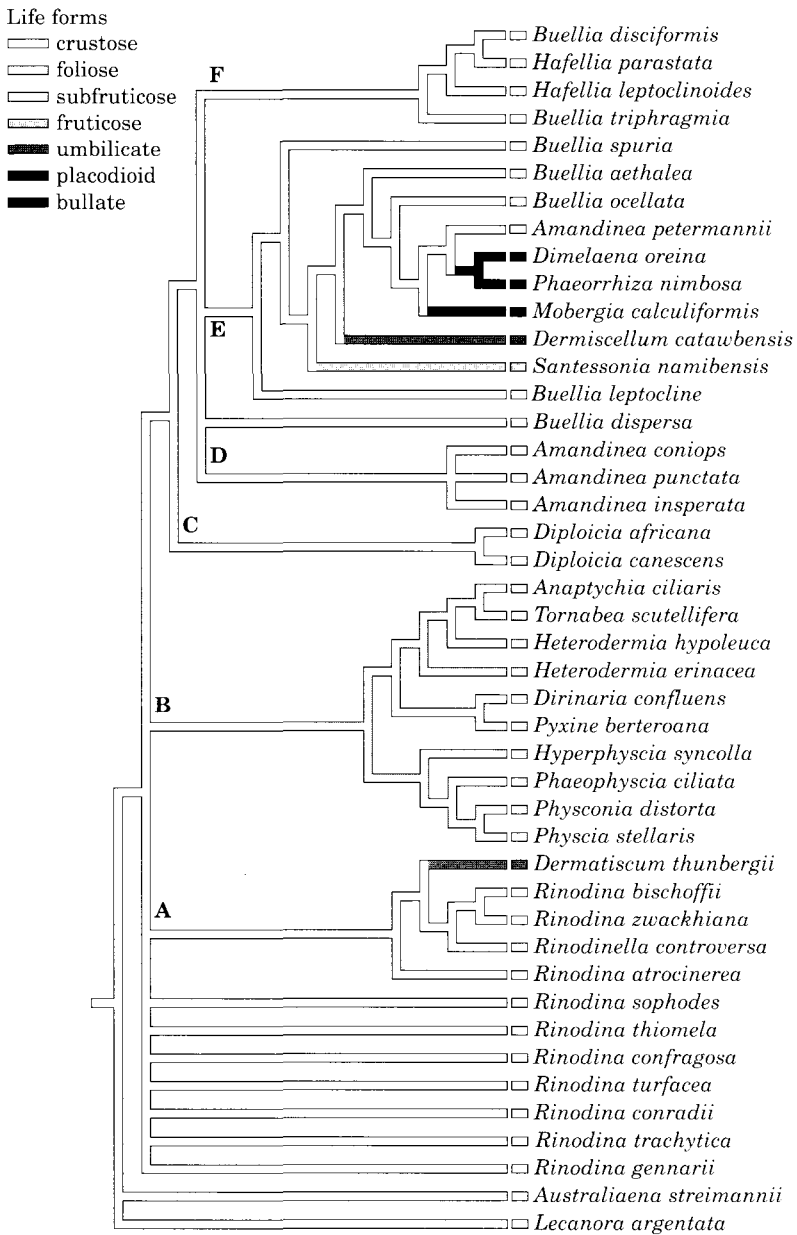 Life forms
crustose
foliose
subfruticose
fruticose
umbilicate
placodioid
bullate
F
Buellia disciformis
Hafellia parastata
Hafellia leptoclinoides
Buellia triphragmia
Buellia spuria
Buellia aethalea
Buellia ocellata
Amandinea petermannii
Dimelaena oreina
Phaeorrhiza nimbosa
Mobergia calculiformis
E
Dermiscellum catawbensis
Santessonia namibensis
Buellia leptocline
Buellia dispersa
D
Amandinea coniops
Amandinea punctata
Amandinea insperata
C
Diploicia africana
Diploicia canescens
Anaptychia ciliaris
Tornabea scutellifera
Heterodermia hypoleuca
Heterodermia erinacea
B
Dirinaria confluens
Pyxine berteroana
Hyperphyscia syncolla
Phaeophyscia ciliata
Physconia distorta
Physcia stellaris
Dermatiscum thunbergii
A
Rinodina bischoffii
Rinodina zwackhiana
Rinodinella controversa
Rinodina atrocinerea
Rinodina sophodes
Rinodina thiomela
Rinodina confragosa
Rinodina turfacea
Rinodina conradii
Rinodina trachytica
Rinodina gennarii
Australiaena streimannii
Lecanora argentata